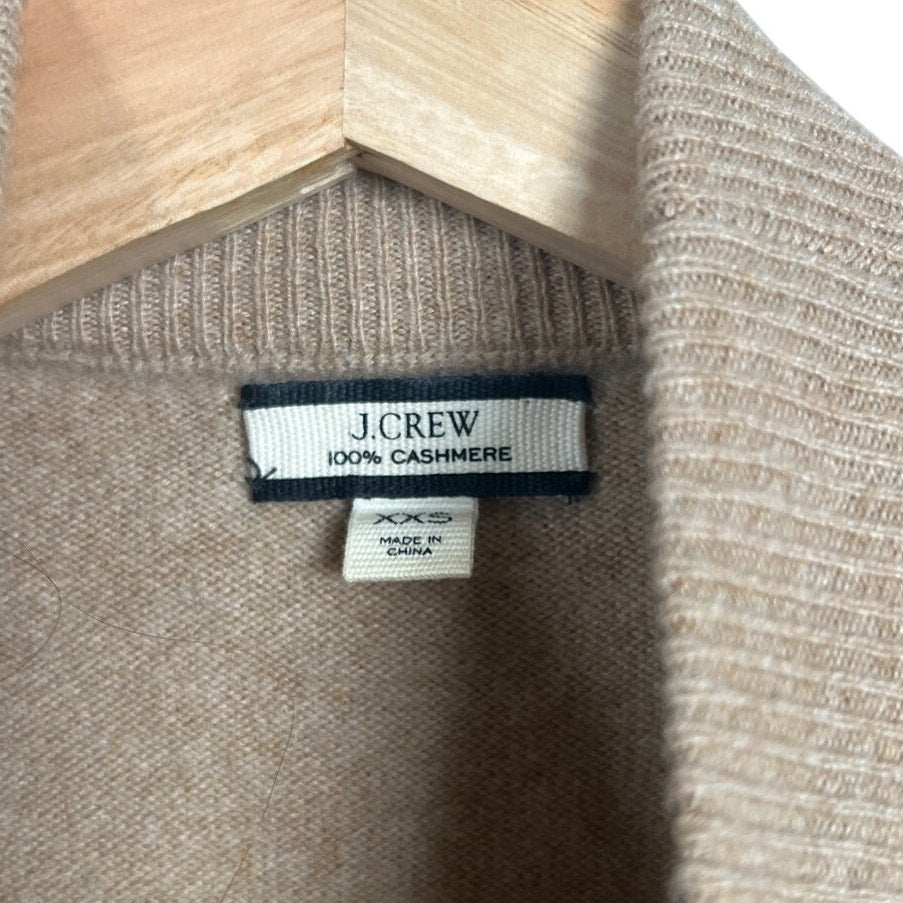 J.CREW
100% CASHMERE
XXS
MADE IN
CHINA